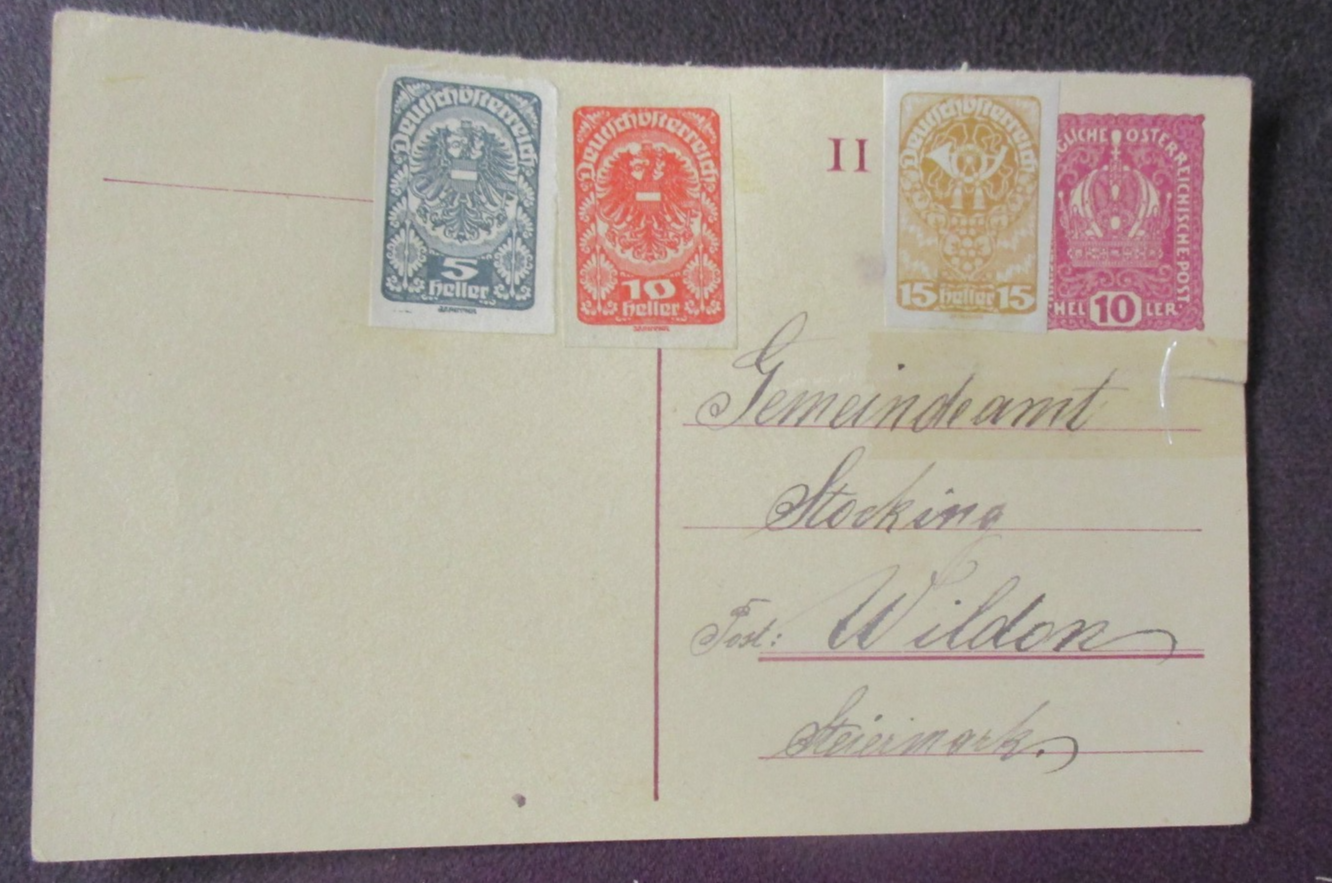 Deutschösterreich
5
heller
Deutschösterreich
10
heller
II
Deutschösterreich
15 heller 15
GLICHE ÖSTERREICHISCHE POST.
HEL 10 LER
Gemeindeamt
Stocking
Post: Wildon
Steiermark.